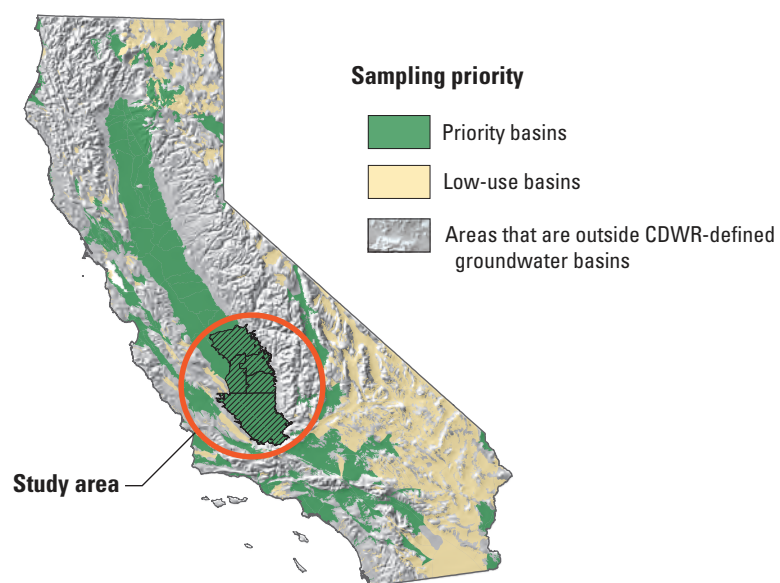 Sampling priority
Priority basins
Low-use basins
Areas that are outside CDWR-defined
groundwater basins
Study area